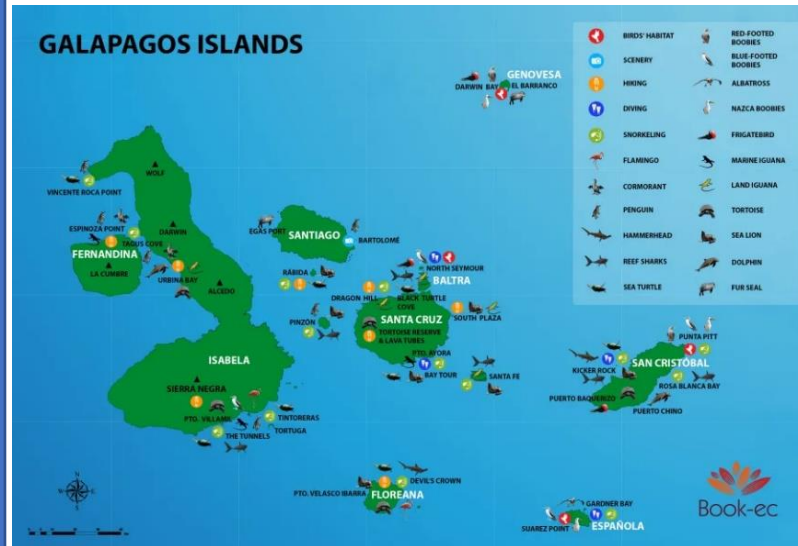 GALAPAGOS ISLANDS
BIRDS' HABITAT
SCENERY
HIKING
DIVING
SNORKELING
FLAMINGO
CORMORANT
PENGUIN
HAMMERHEAD
REEF SHARKS
SEA TURTLE
RED-FOOTED
BOOBIES
BLUE-FOOTED
BOOBIES
ALBATROSS
NAZCA BOOBIES
FRIGATEBIRD
MARINE IGUANA
LAND IGUANA
TORTOISE
SEA LION
DOLPHIN
FUR SEAL
GENOVESA
DARWIN BAY
EL BARRANCO
WOLF
VINCENTE ROCA POINT
ESPINOZA POINT
TAGUS COVE
DARWIN
FERNANDINA
LA CUMBRE
URBINA BAY
ALCEDO
EGAS PORT
SANTIAGO
BARTOLOMÉ
RÁBIDA
NORTH SEYMOUR
BALTRA
DRAGON HILL
BLACK TURTLE
COVE
PINZÓN
SANTA CRUZ
SOUTH PLAZA
TORTOISE RESERVE
& LAVA TUBES
ISABELA
PTO. AYORA
BAY TOUR
SANTA FE
PUNTA PITT
SAN CRISTÓBAL
KICKER ROCK
ROSA BLANCA BAY
PUERTO BAQUERIZO
PUERTO CHINO
SIERRA NEGRA
PTO. VILLAMIL
TINTORERAS
THE TUNNELS
TORTUGA
DEVIL'S CROWN
PTO. VELASCO IBARRA
FLOREANA
GARDNER BAY
SUAREZ POINT
ESPAÑOLA
N
Book-ec